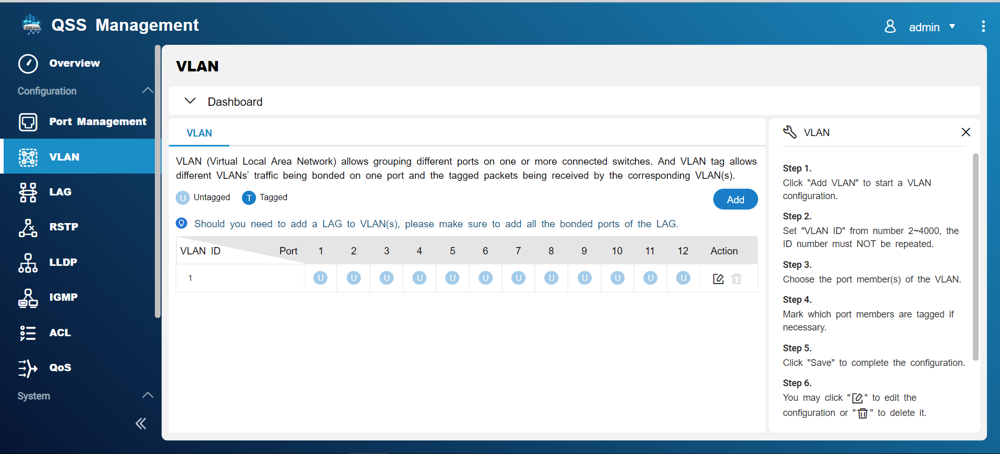 QSS Management
admin
Overview
Configuration
Port Management
VLAN
LAG
RSTP
LLDP
IGMP
ACL
QoS
System
VLAN
Dashboard
VLAN
VLAN (Virtual Local Area Network) allows grouping different ports on one or more connected switches. And VLAN tag allows
different VLANs’ traffic being bonded on one port and the tagged packets being received by the corresponding VLAN(s).
U Untagged T Tagged
Add
Should you need to add a LAG to VLAN(s), please make sure to add all the bonded ports of the LAG.
VLAN ID Port 1 2 3 4 5 6 7 8 9 10 11 12 Action
1 U U U U U U U U U U U U
VLAN
Step 1.
Click "Add VLAN" to start a VLAN
configuration.
Step 2.
Set "VLAN ID" from number 2~4000, the
ID number must NOT be repeated.
Step 3.
Choose the port member(s) of the VLAN.
Step 4.
Mark which port members are tagged if
necessary.
Step 5.
Click "Save" to complete the configuration.
Step 6.
You may click "" to edit the
configuration or "" to delete it.